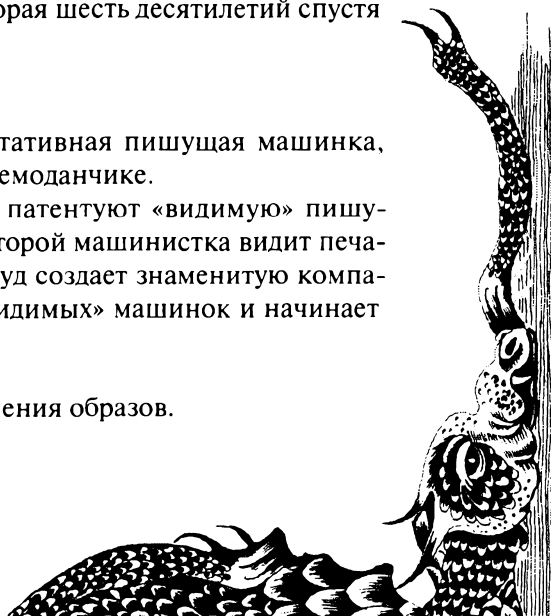 орая шесть десятилетий спустя
тативная пишущая машинка,
емоданчике.
патентуют «видимую» пишу-
торой машинистка видит печа-
уд создает знаменитую компа-
идимых» машинок и начинает
ения образов.